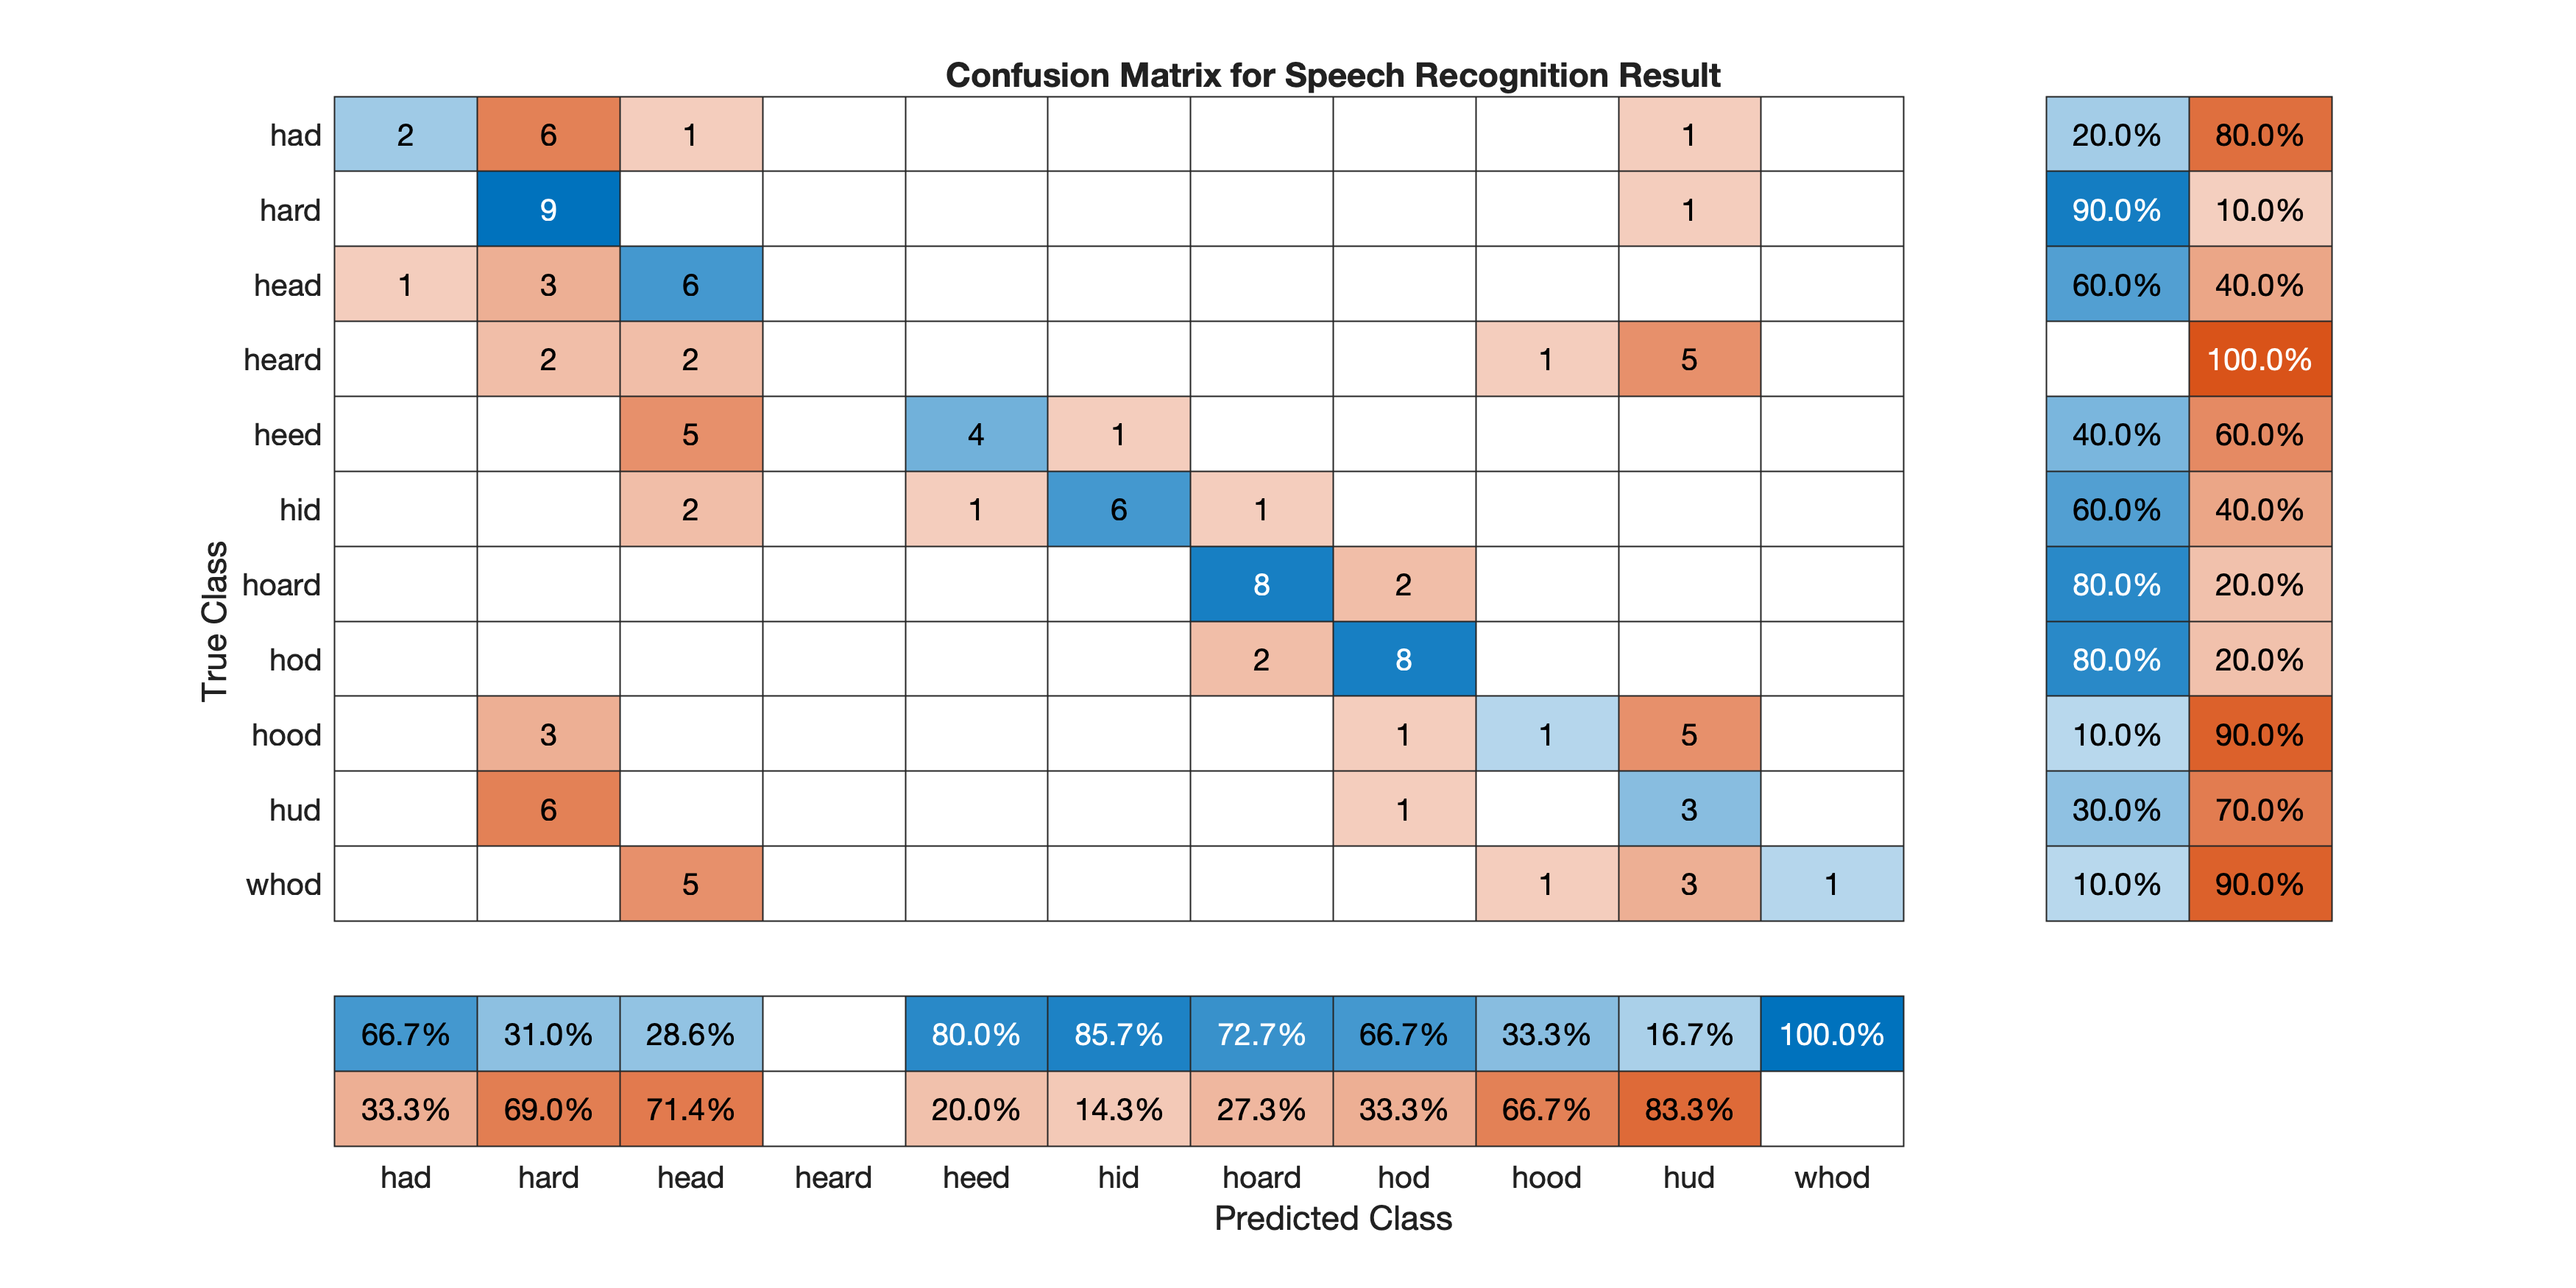 Confusion Matrix for Speech Recognition Result
had 2 6 1 1 20.0% 80.0%
hard 9 1 90.0% 10.0%
head 1 3 6 60.0% 40.0%
heard 2 2 1 5 100.0%
heed 5 4 1 40.0% 60.0%
hid 2 1 6 1 60.0% 40.0%
hoard 8 2 80.0% 20.0%
hod 2 8 80.0% 20.0%
hood 3 1 1 5 10.0% 90.0%
hud 6 1 3 30.0% 70.0%
whod 5 1 3 1 10.0% 90.0%
True Class
66.7% 31.0% 28.6% 80.0% 85.7% 72.7% 66.7% 33.3% 16.7% 100.0%
33.3% 69.0% 71.4% 20.0% 14.3% 27.3% 33.3% 66.7% 83.3%
had hard head heard heed hid hoard hod hood hud whod
Predicted Class